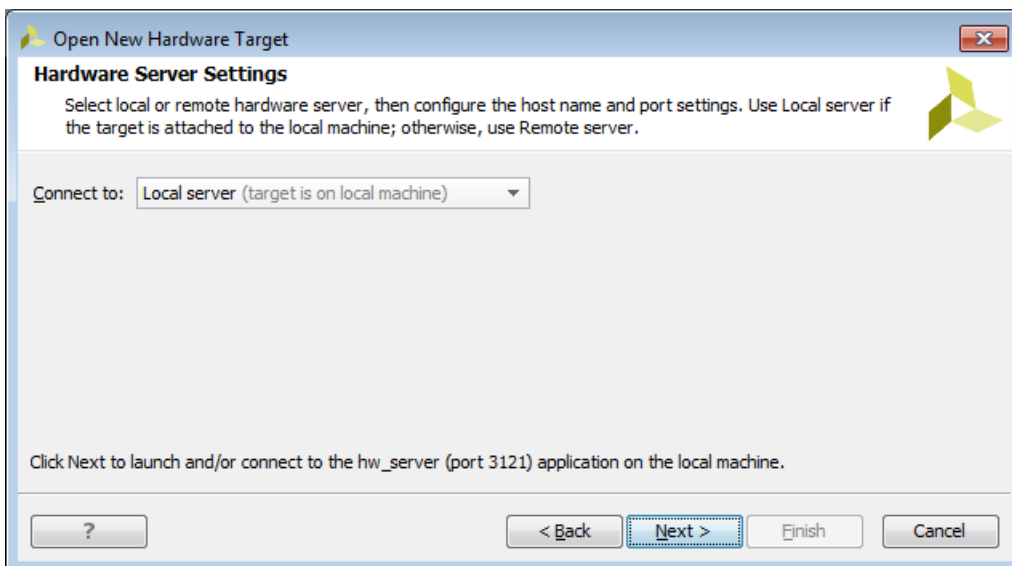 Open New Hardware Target
Hardware Server Settings
Select local or remote hardware server, then configure the host name and port settings. Use Local server if
the target is attached to the local machine; otherwise, use Remote server.
Connect to: Local server (target is on local machine)
Click Next to launch and/or connect to the hw_server (port 3121) application on the local machine.
? < Back Next > Finish Cancel